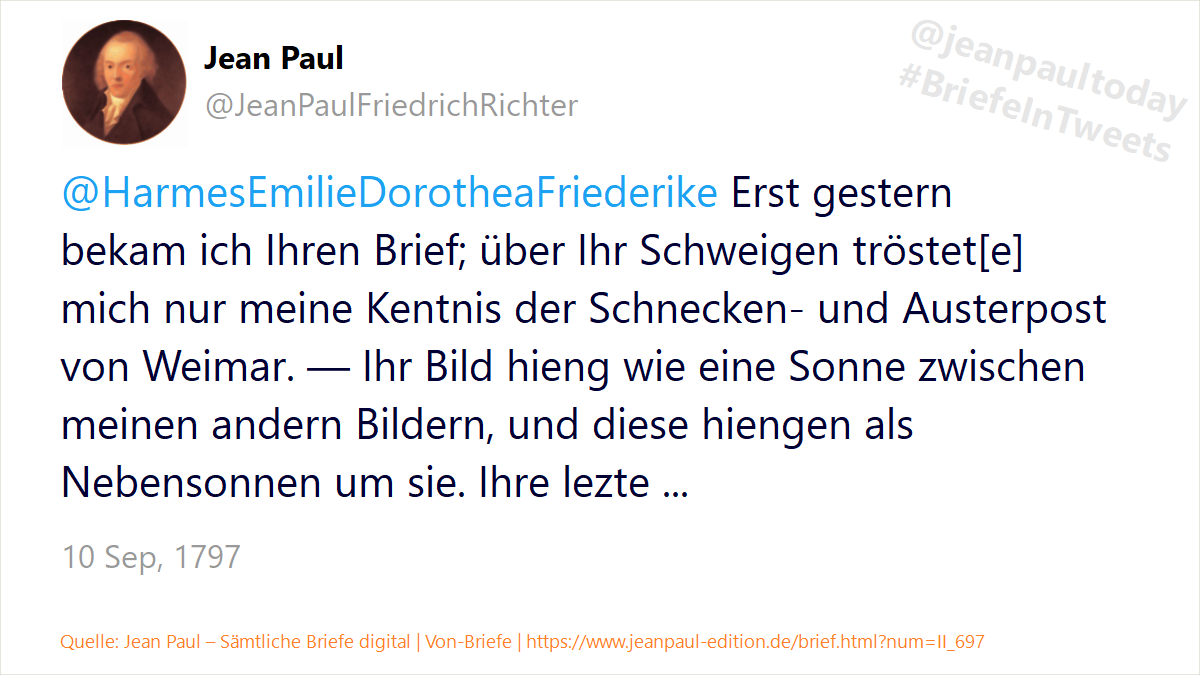 Jean Paul
@JeanPaulFriedrichRichter
@jeanpaultoday
#BriefeInTweets
@HarmesEmilieDorotheaFriederike Erst gestern
bekam ich Ihren Brief; über Ihr Schweigen tröstet[e]
mich nur meine Kentnis der Schnecken- und Austerpost
von Weimar. — Ihr Bild hieng wie eine Sonne zwischen
meinen andern Bildern, und diese hiengen als
Nebensonnen um sie. Ihre lezte ...
10 Sep, 1797
Quelle: Jean Paul – Sämtliche Briefe digital | Von-Briefe | https://www.jeanpaul-edition.de/brief.html?num=II_697